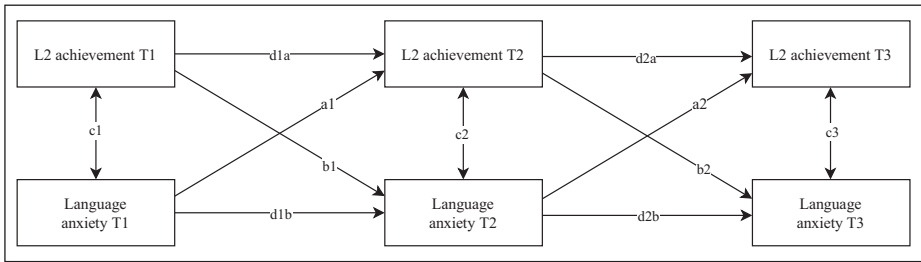 L2 achievement T1
d1a
L2 achievement T2
d2a
L2 achievement T3
a1
a2
c1
c2
c3
b1
b2
Language
anxiety T1
d1b
Language
anxiety T2
d2b
Language
anxiety T3